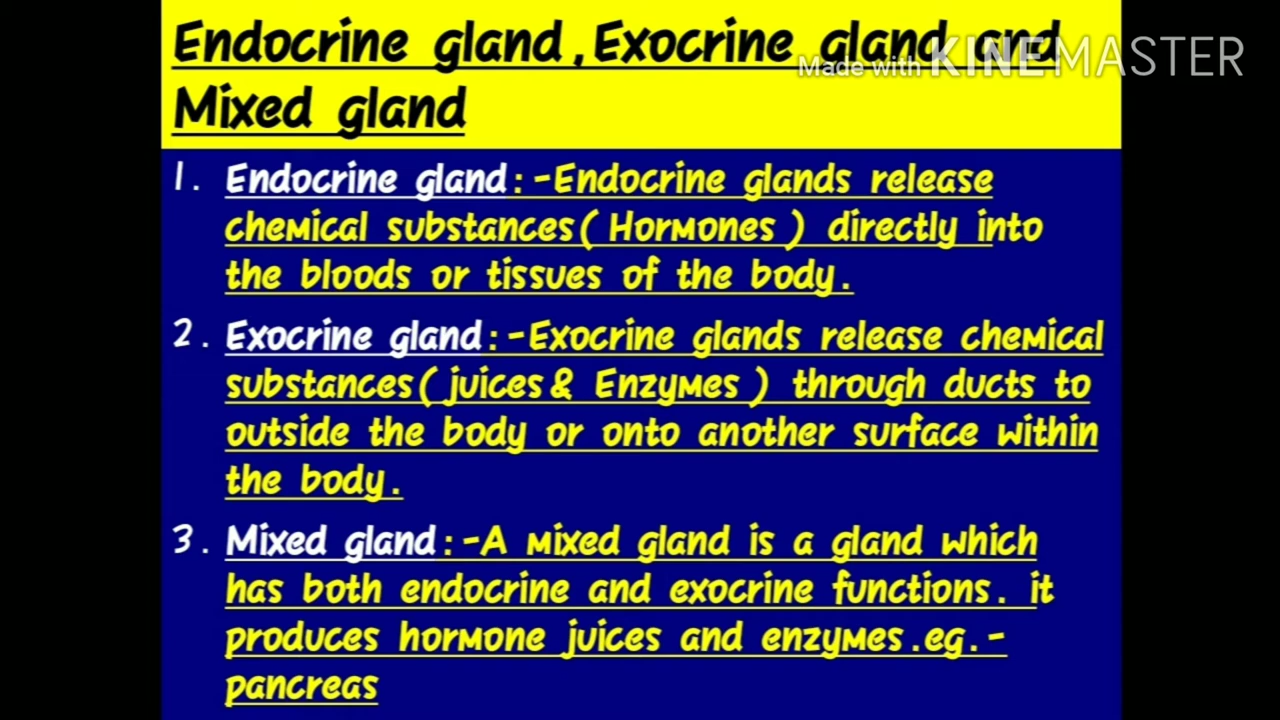 Endocrine gland, Exocrine gland and
Made with KINEMASTER
Mixed gland
1. Endocrine gland:-Endocrine glands release
chemical substances( Hormones ) directly into
the bloods or tissues of the body.
2. Exocrine gland:-Exocrine glands release chemical
substances( juices & Enzymes ) through ducts to
outside the body or onto another surface within
the body.
3. Mixed gland:-A mixed gland is a gland which
has both endocrine and exocrine functions. it
produces hormone juices and enzymes.eg.-
pancreas